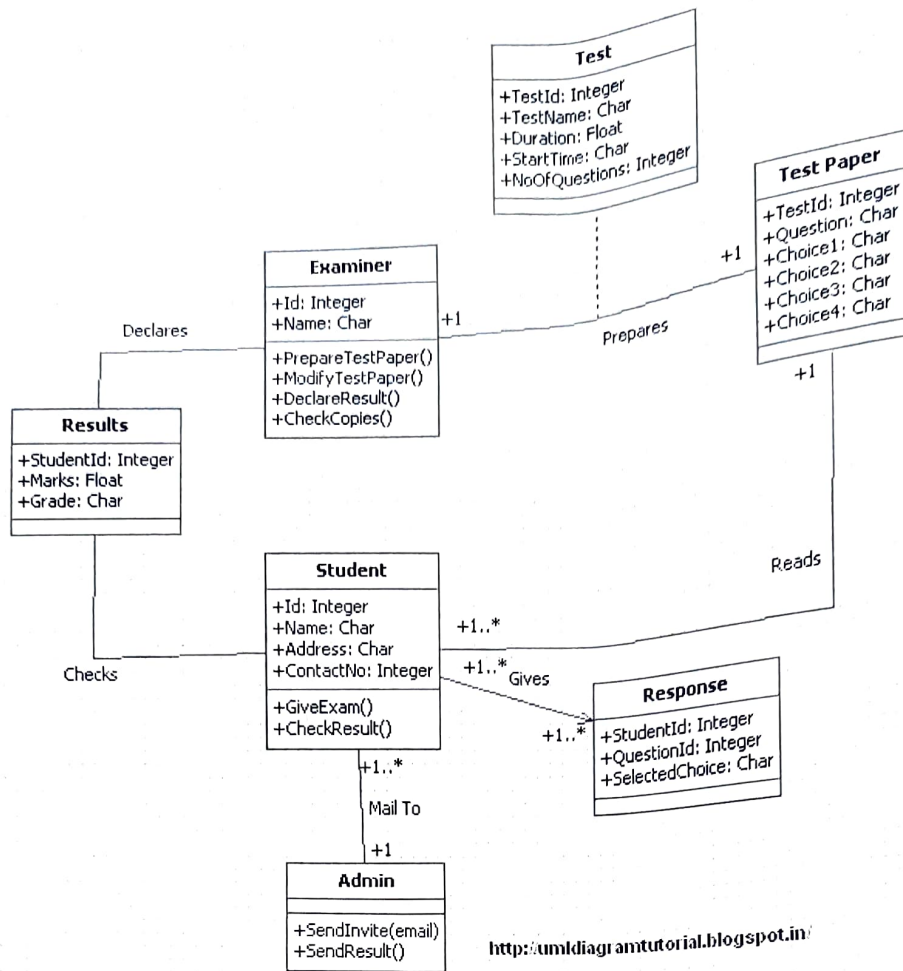 Test
+TestId: Integer
+TestName: Char
+Duration: Float
+StartTime: Char
+NoOfQuestions: Integer
Test Paper
+TestId: Integer
+Question: Char
+Choice1: Char
+Choice2: Char
+Choice3: Char
+Choice4: Char
Examiner
+Id: Integer
+Name: Char
+PrepareTestPaper()
+ModifyTestPaper()
+DeclareResult()
+CheckCopies()
+1
+1
Prepares
Declares
+1
Results
+StudentId: Integer
+Marks: Float
+Grade: Char
Student
+Id: Integer
+Name: Char
+Address: Char
+ContactNo: Integer
+GiveExam()
+CheckResult()
Reads
+1..*
Checks
+1..*
Gives
+1..*
Response
+StudentId: Integer
+QuestionId: Integer
+SelectedChoice: Char
+1..*
Mail To
+1
Admin
+SendInvite(email)
+SendResult()
http://umldiagramtutorial.blogspot.in/